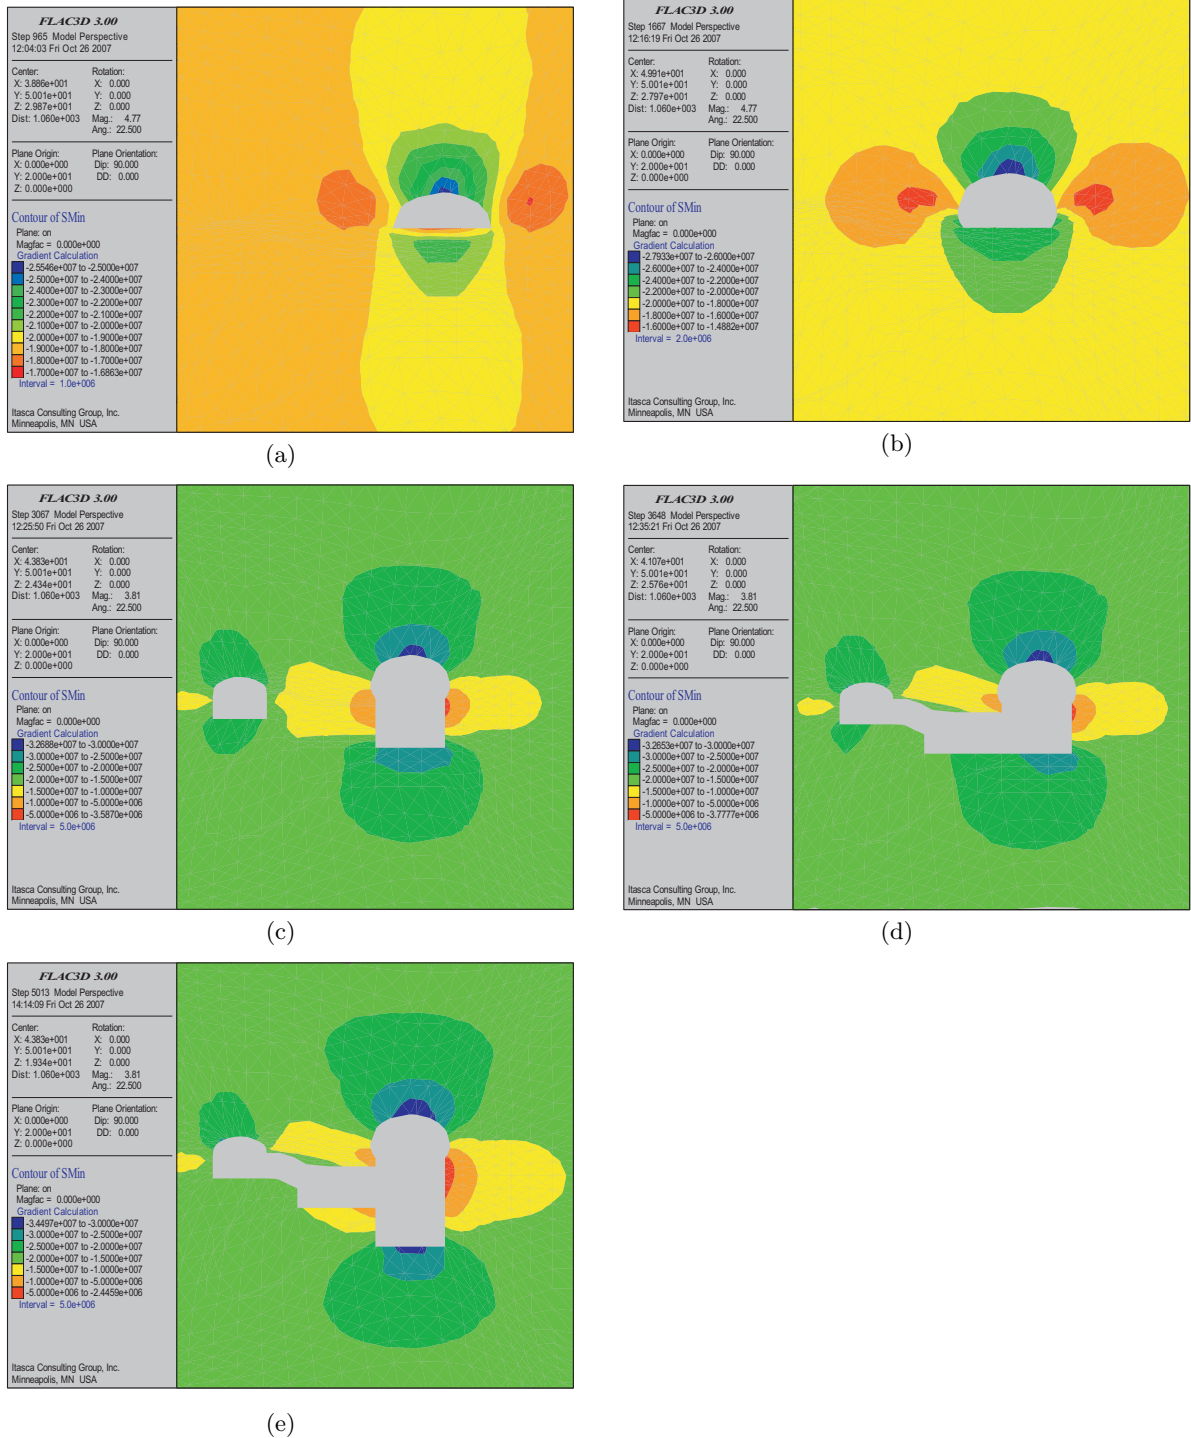 FLAC3D 3.00
Step 965 Model Perspective
12:04:03 Fri Oct 26 2007
Center: Rotation:
X: 3.886e+001 X: 0.000
Y: 5.001e+001 Y: 0.000
Z: 2.987e+001 Z: 0.000
Dist: 1.060e+003 Mag.: 4.77
Ang.: 22.500
Plane Origin: Plane Orientation:
X: 0.000e+000 Dip: 90.000
Y: 2.000e+001 DD: 0.000
Z: 0.000e+000
Contour of SMin
Plane: on
Magfac = 0.000e+000
Gradient Calculation
-2.5546e+007 to -2.5000e+007
-2.5000e+007 to -2.4000e+007
-2.4000e+007 to -2.3000e+007
-2.3000e+007 to -2.2000e+007
-2.2000e+007 to -2.1000e+007
-2.1000e+007 to -2.0000e+007
-2.0000e+007 to -1.9000e+007
-1.9000e+007 to -1.8000e+007
-1.8000e+007 to -1.7000e+007
-1.7000e+007 to -1.6863e+007
Interval = 1.0e+006
Itasca Consulting Group, Inc.
Minneapolis, MN USA
(a)
FLAC3D 3.00
Step 1667 Model Perspective
12:16:19 Fri Oct 26 2007
Center: Rotation:
X: 4.991e+001 X: 0.000
Y: 5.001e+001 Y: 0.000
Z: 2.797e+001 Z: 0.000
Dist: 1.060e+003 Mag.: 4.77
Ang.: 22.500
Plane Origin: Plane Orientation:
X: 0.000e+000 Dip: 90.000
Y: 2.000e+001 DD: 0.000
Z: 0.000e+000
Contour of SMin
Plane: on
Magfac = 0.000e+000
Gradient Calculation
-2.7933e+007 to -2.6000e+007
-2.6000e+007 to -2.4000e+007
-2.4000e+007 to -2.2000e+007
-2.2000e+007 to -2.0000e+007
-2.0000e+007 to -1.8000e+007
-1.8000e+007 to -1.6000e+007
-1.6000e+007 to -1.4882e+007
Interval = 2.0e+006
Itasca Consulting Group, Inc.
Minneapolis, MN USA
(b)
FLAC3D 3.00
Step 3067 Model Perspective
12:25:50 Fri Oct 26 2007
Center: Rotation:
X: 4.383e+001 X: 0.000
Y: 5.001e+001 Y: 0.000
Z: 2.434e+001 Z: 0.000
Dist: 1.060e+003 Mag.: 3.81
Ang.: 22.500
Plane Origin: Plane Orientation:
X: 0.000e+000 Dip: 90.000
Y: 2.000e+001 DD: 0.000
Z: 0.000e+000
Contour of SMin
Plane: on
Magfac = 0.000e+000
Gradient Calculation
-3.2688e+007 to -3.0000e+007
-3.0000e+007 to -2.5000e+007
-2.5000e+007 to -2.0000e+007
-2.0000e+007 to -1.5000e+007
-1.5000e+007 to -1.0000e+007
-1.0000e+007 to -5.0000e+006
-5.0000e+006 to -3.5870e+006
Interval = 5.0e+006
Itasca Consulting Group, Inc.
Minneapolis, MN USA
(c)
FLAC3D 3.00
Step 3648 Model Perspective
12:35:21 Fri Oct 26 2007
Center: Rotation:
X: 4.107e+001 X: 0.000
Y: 5.001e+001 Y: 0.000
Z: 2.576e+001 Z: 0.000
Dist: 1.060e+003 Mag.: 3.81
Ang.: 22.500
Plane Origin: Plane Orientation:
X: 0.000e+000 Dip: 90.000
Y: 2.000e+001 DD: 0.000
Z: 0.000e+000
Contour of SMin
Plane: on
Magfac = 0.000e+000
Gradient Calculation
-3.2653e+007 to -3.0000e+007
-3.0000e+007 to -2.5000e+007
-2.5000e+007 to -2.0000e+007
-2.0000e+007 to -1.5000e+007
-1.5000e+007 to -1.0000e+007
-1.0000e+007 to -5.0000e+006
-5.0000e+006 to -3.7777e+006
Interval = 5.0e+006
Itasca Consulting Group, Inc.
Minneapolis, MN USA
(d)
FLAC3D 3.00
Step 5013 Model Perspective
14:14:09 Fri Oct 26 2007
Center: Rotation:
X: 4.383e+001 X: 0.000
Y: 5.001e+001 Y: 0.000
Z: 1.934e+001 Z: 0.000
Dist: 1.060e+003 Mag.: 3.81
Ang.: 22.500
Plane Origin: Plane Orientation:
X: 0.000e+000 Dip: 90.000
Y: 2.000e+001 DD: 0.000
Z: 0.000e+000
Contour of SMin
Plane: on
Magfac = 0.000e+000
Gradient Calculation
-3.4497e+007 to -3.0000e+007
-3.0000e+007 to -2.5000e+007
-2.5000e+007 to -2.0000e+007
-2.0000e+007 to -1.5000e+007
-1.5000e+007 to -1.0000e+007
-1.0000e+007 to -5.0000e+006
-5.0000e+006 to -2.4459e+006
Interval = 5.0e+006
Itasca Consulting Group, Inc.
Minneapolis, MN USA
(e)